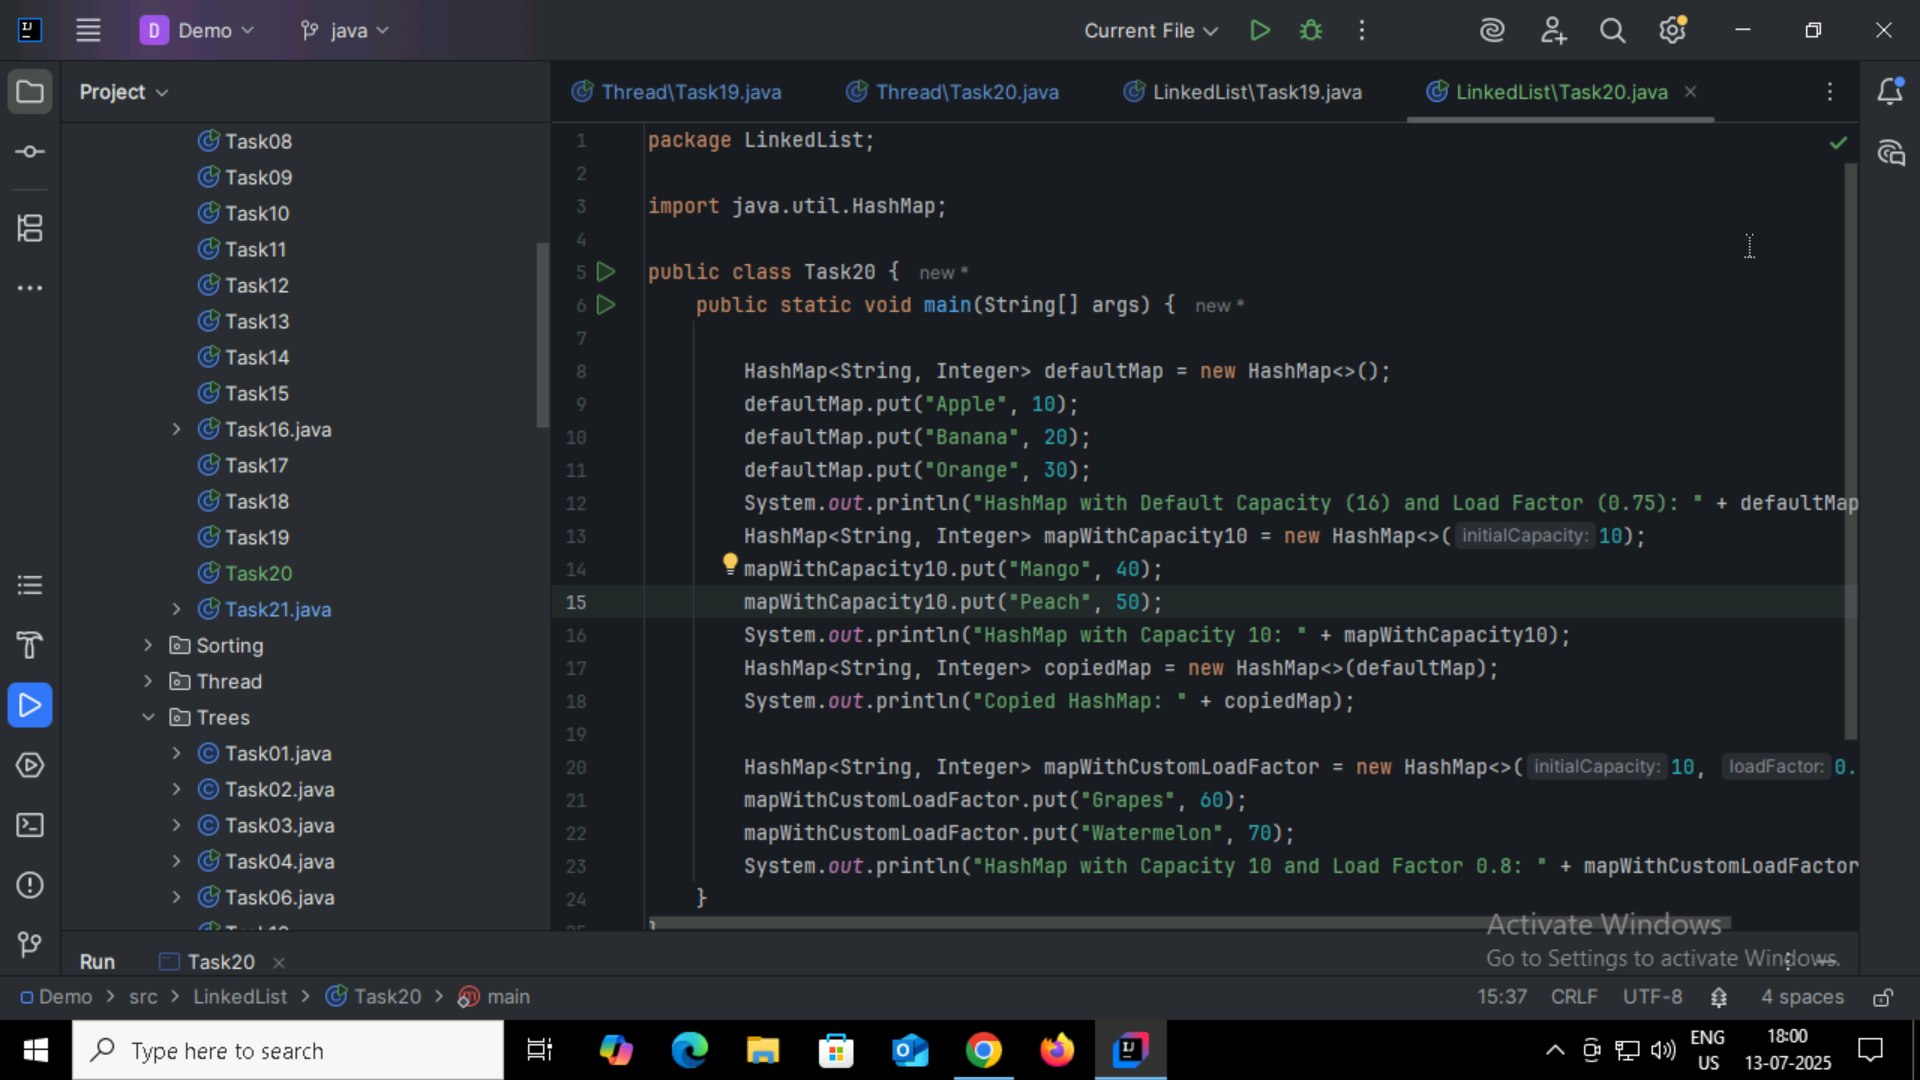 D Demo java Current File
Project
Thread\Task19.java Thread\Task20.java LinkedList\Task19.java LinkedList\Task20.java
Task08
Task09
Task10
Task11
Task12
Task13
Task14
Task15
Task16.java
Task17
Task18
Task19
Task20
Task21.java
Sorting
Thread
Trees
Task01.java
Task02.java
Task03.java
Task04.java
Task06.java
1 package LinkedList;
2
3 import java.util.HashMap;
4
5 public class Task20 { new *
6 public static void main(String[] args) { new *
7
8 HashMap<String, Integer> defaultMap = new HashMap<>();
9 defaultMap.put("Apple", 10);
10 defaultMap.put("Banana", 20);
11 defaultMap.put("Orange", 30);
12 System.out.println("HashMap with Default Capacity (16) and Load Factor (0.75): " + defaultMap
13 HashMap<String, Integer> mapWithCapacity10 = new HashMap<>( initialCapacity: 10);
14 mapWithCapacity10.put("Mango", 40);
15 mapWithCapacity10.put("Peach", 50);
16 System.out.println("HashMap with Capacity 10: " + mapWithCapacity10);
17 HashMap<String, Integer> copiedMap = new HashMap<>(defaultMap);
18 System.out.println("Copied HashMap: " + copiedMap);
19
20 HashMap<String, Integer> mapWithCustomLoadFactor = new HashMap<>( initialCapacity: 10, loadFactor: 0.
21 mapWithCustomLoadFactor.put("Grapes", 60);
22 mapWithCustomLoadFactor.put("Watermelon", 70);
23 System.out.println("HashMap with Capacity 10 and Load Factor 0.8: " + mapWithCustomLoadFactor
24 }
Activate Windows
Go to Settings to activate Windows.
Run Task20
Demo > src > LinkedList > Task20 > main 15:37 CRLF UTF-8 4 spaces
Type here to search
ENG
US
18:00
13-07-2025